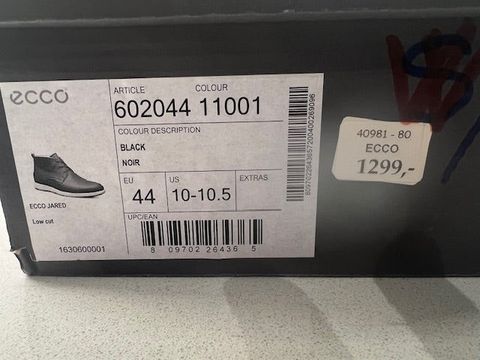 ecco
ARTICLE COLOUR
602044 11001
COLOUR DESCRIPTION
BLACK
NOIR
EU US EXTRAS
44 10-10.5
ECCO JARED
Low cut
UPC/EAN
1630600001
8 09702 26436 5
40981 - 80
ECCO
1299,-
S